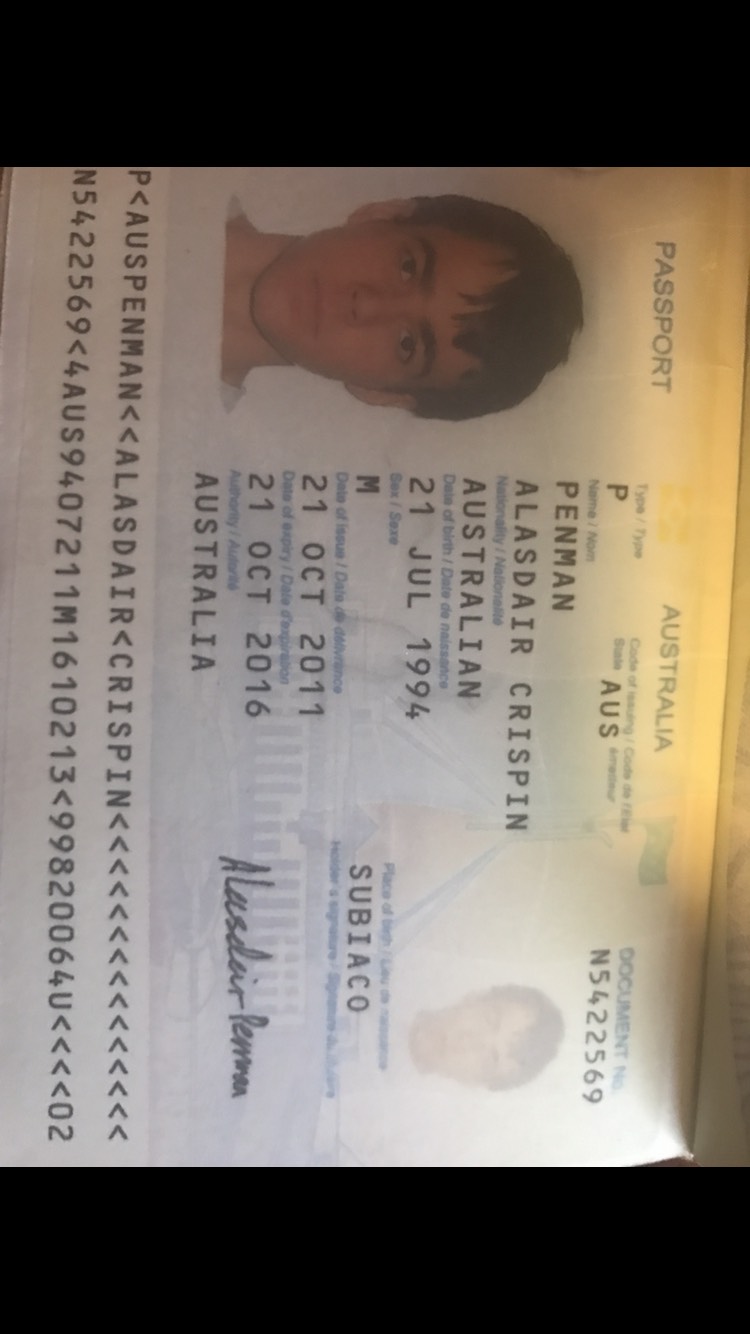 PASSPORT
AUSTRALIA
Type / Type
Code of issuing / Code de l'État
State émetteur
DOCUMENT No.
P
AUS
N5422569
Name / Nom
PENMAN
ALASDAIR CRISPIN
Nationality / Nationalité
AUSTRALIAN
Date of birth / Date de naissance
21 JUL 1994
Sex / Sexe
Place of birth / Lieu de naissance
M
SUBIACO
Date of issue / Date de délivrance
Holder's signature / Signature du titulaire
21 OCT 2011
Date of expiry / Date d'expiration
21 OCT 2016
Authority / Autorité
AUSTRALIA
Alasdair Penman
P<AUSPENMAN<<ALASDAIR<CRISPIN<<<<<<<<<<<<<<
N5422569<4AUS9407211M1610213<99820064U<<<<02